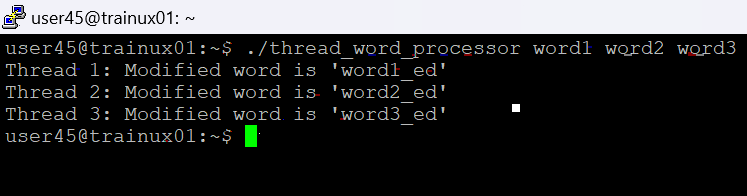 user45@trainux01: ~
user45@trainux01:~$ ./thread_word_processor word1 word2 word3
Thread 1: Modified word is 'word1_ed'
Thread 2: Modified word is 'word2_ed'
Thread 3: Modified word is 'word3_ed'
user45@trainux01:~$